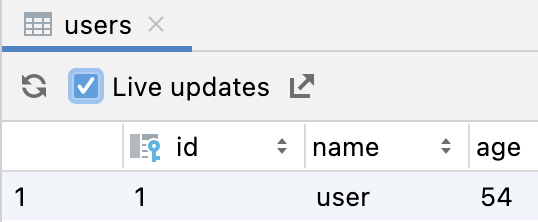 users
Live updates
id name age
1 1 user 54